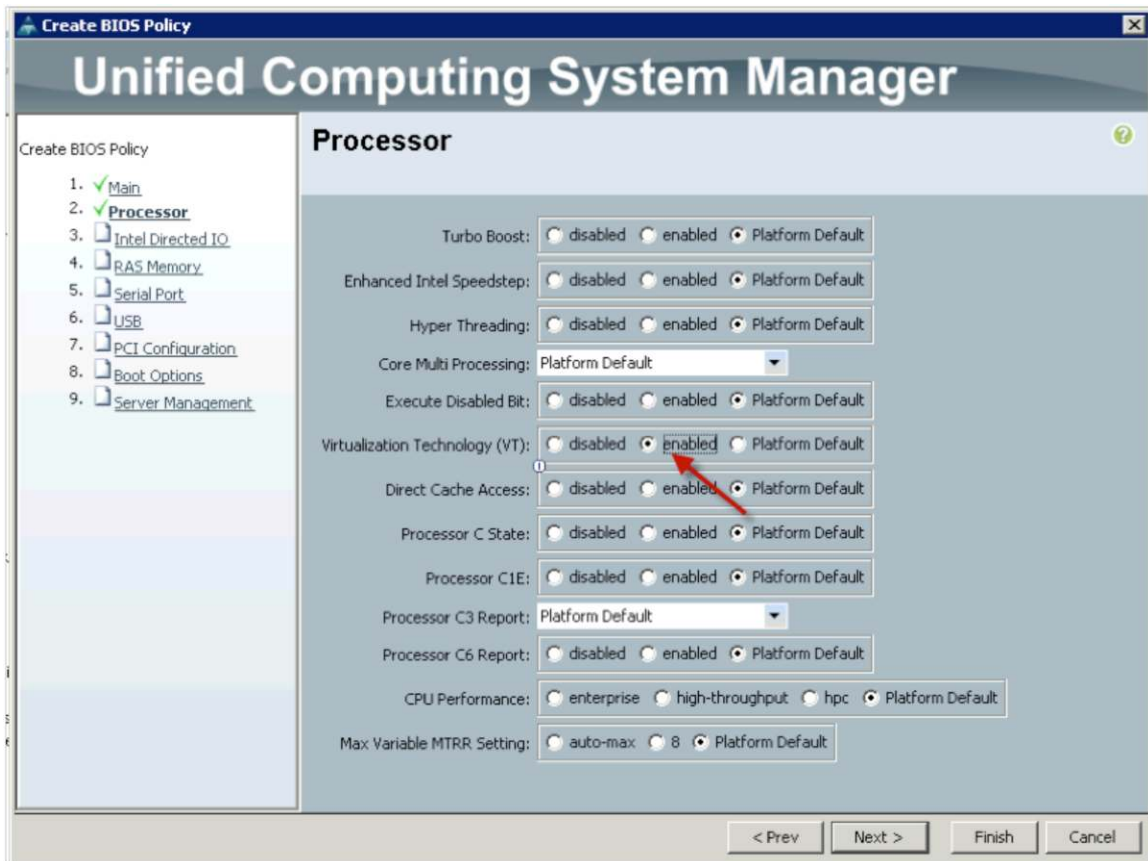 Create BIOS Policy
Unified Computing System Manager
Create BIOS Policy
1. Main
2. Processor
3. Intel Directed IO
4. RAS Memory
5. Serial Port
6. USB
7. PCI Configuration
8. Boot Options
9. Server Management
Processor
Turbo Boost: disabled enabled Platform Default
Enhanced Intel Speedstep: disabled enabled Platform Default
Hyper Threading: disabled enabled Platform Default
Core Multi Processing: Platform Default
Execute Disabled Bit: disabled enabled Platform Default
Virtualization Technology (VT): disabled enabled Platform Default
Direct Cache Access: disabled enabled Platform Default
Processor C State: disabled enabled Platform Default
Processor C1E: disabled enabled Platform Default
Processor C3 Report: Platform Default
Processor C6 Report: disabled enabled Platform Default
CPU Performance: enterprise high-throughput hpc Platform Default
Max Variable MTRR Setting: auto-max 8 Platform Default
< Prev Next > Finish Cancel